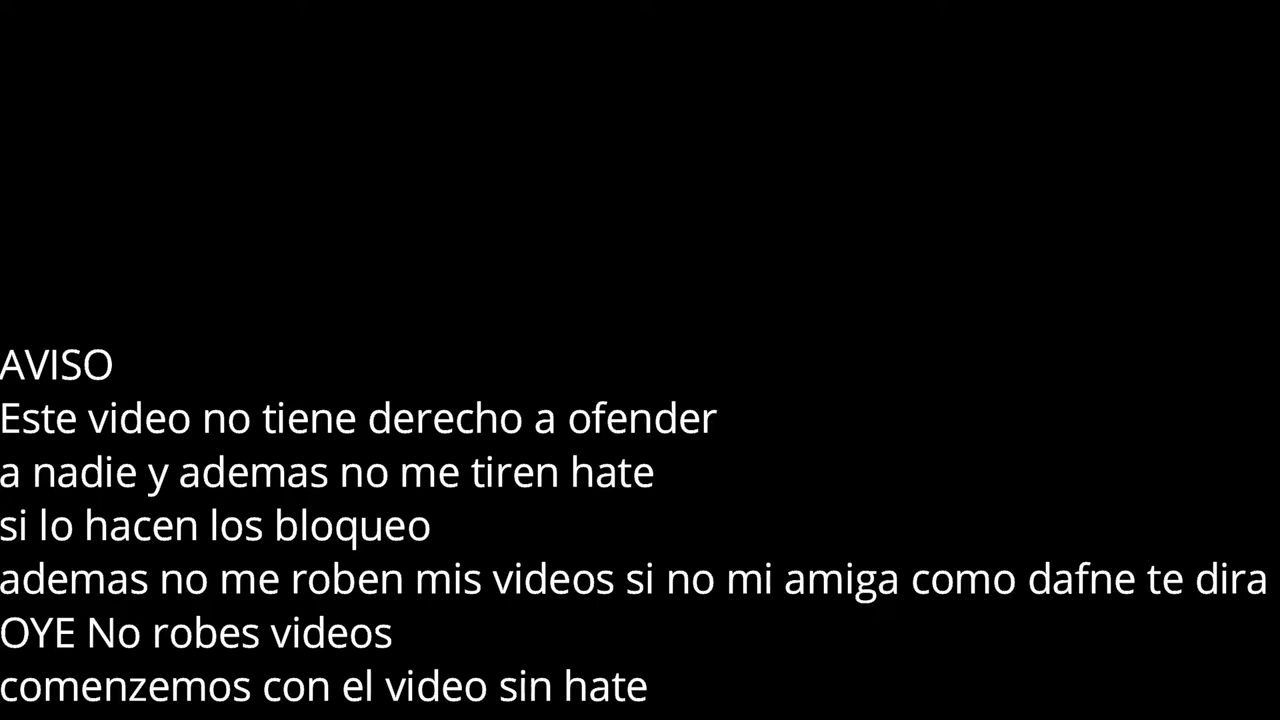 AVISO
Este video no tiene derecho a ofender
a nadie y ademas no me tiren hate
si lo hacen los bloqueo
ademas no me roben mis videos si no mi amiga como dafne te dira
OYE No robes videos
comenzemos con el video sin hate